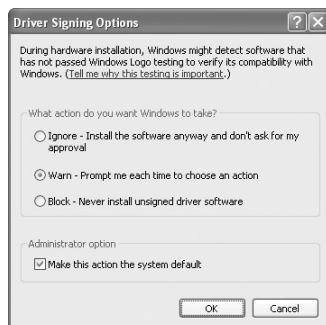 Driver Signing Options
During hardware installation, Windows might detect software that
has not passed Windows Logo testing to verify its compatibility with
Windows. (Tell me why this testing is important.)
What action do you want Windows to take?
Ignore - Install the software anyway and don't ask for my
approval
Warn - Prompt me each time to choose an action
Block - Never install unsigned driver software
Administrator option
Make this action the system default
OK
Cancel